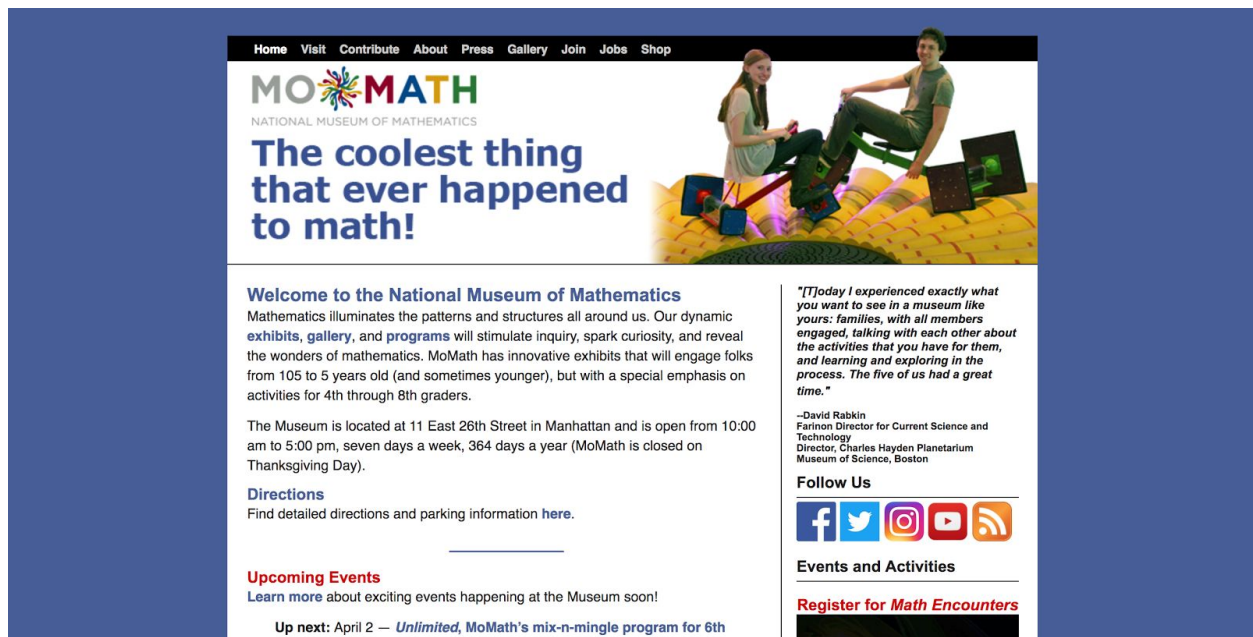 Home Visit Contribute About Press Gallery Join Jobs Shop
MOMATH
NATIONAL MUSEUM OF MATHEMATICS
The coolest thing
that ever happened
to math!
Welcome to the National Museum of Mathematics
Mathematics illuminates the patterns and structures all around us. Our dynamic
exhibits, gallery, and programs will stimulate inquiry, spark curiosity, and reveal
the wonders of mathematics. MoMath has innovative exhibits that will engage folks
from 105 to 5 years old (and sometimes younger), but with a special emphasis on
activities for 4th through 8th graders.
The Museum is located at 11 East 26th Street in Manhattan and is open from 10:00
am to 5:00 pm, seven days a week, 364 days a year (MoMath is closed on
Thanksgiving Day).
Directions
Find detailed directions and parking information here.
Upcoming Events
Learn more about exciting events happening at the Museum soon!
Up next: April 2 — Unlimited, MoMath's mix-n-mingle program for 6th
"[T]oday I experienced exactly what
you want to see in a museum like
yours: families, with all members
engaged, talking with each other about
the activities that you have for them,
and learning and exploring in the
process. The five of us had a great
time."
--David Rabkin
Farinon Director for Current Science and
Technology
Director, Charles Hayden Planetarium
Museum of Science, Boston
Follow Us
Events and Activities
Register for Math Encounters